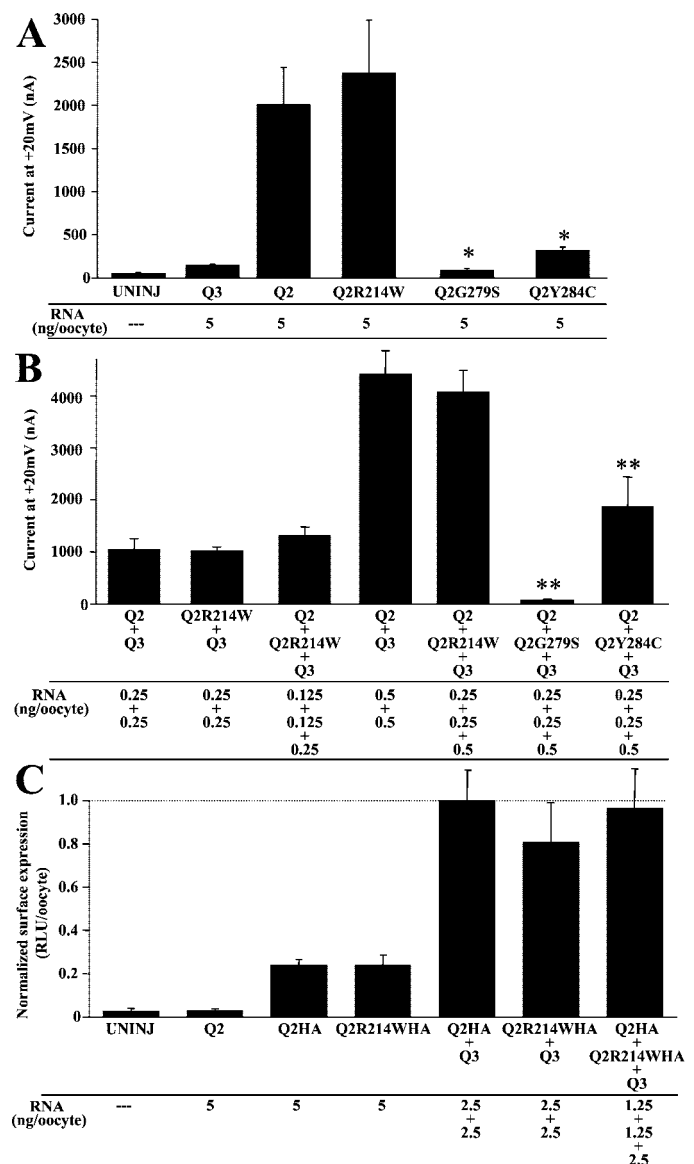 A
Current at +20mV (nA)
3000
2500
2000
1500
1000
500
0
* *
UNINJ Q3 Q2 Q2R214W Q2G279S Q2Y284C
RNA
(ng/oocyte) --- 5 5 5 5 5
B
Current at +20mV (nA)
4000
3000
2000
1000
0
** **
Q2 Q2R214W Q2 Q2 Q2 Q2 Q2
+ + + + + + +
Q3 Q3 Q2R214W Q3 Q2R214W Q2G279S Q2Y284C
+ + + +
Q3 Q3 Q3 Q3
RNA 0.25 0.25 0.125 0.5 0.25 0.25 0.25
(ng/oocyte) + + + + + + +
0.25 0.25 0.125 0.5 0.25 0.25 0.25
+ + + +
0.25 0.5 0.5 0.5
C
Normalized surface expression
(RLU/oocyte)
1.0
0.8
0.6
0.4
0.2
0
UNINJ Q2 Q2HA Q2R214WHA Q2HA Q2R214WHA Q2HA
+ + +
Q3 Q3 Q2R214WHA
+
Q3
RNA --- 5 5 5 2.5 2.5 1.25
(ng/oocyte) + + +
2.5 2.5 1.25
+
2.5